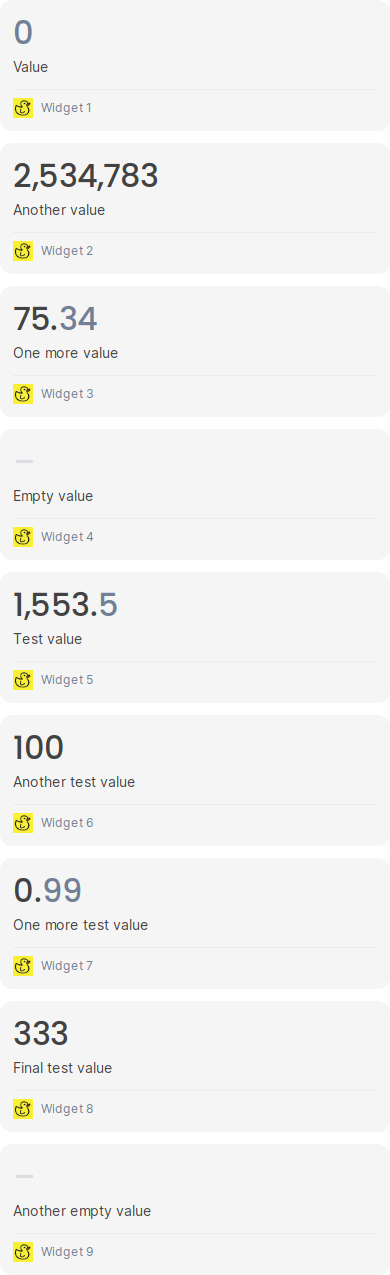 0
Value
Widget 1
2,534,783
Another value
Widget 2
75.34
One more value
Widget 3
–
Empty value
Widget 4
1,553.5
Test value
Widget 5
100
Another test value
Widget 6
0.99
One more test value
Widget 7
333
Final test value
Widget 8
–
Another empty value
Widget 9